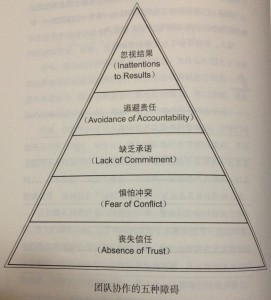 忽视结果
(Inattentions
to Results)
逃避责任
(Avoidance of Accountability)
缺乏承诺
(Lack of Commitment)
惧怕冲突
(Fear of Conflict)
丧失信任
(Absence of Trust)
团队协作的五种障碍